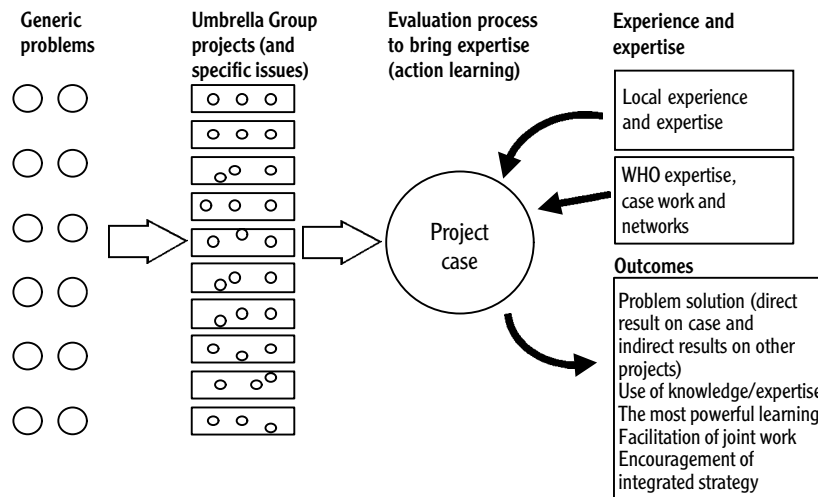 Generic
problems
Umbrella Group
projects (and
specific issues)
Evaluation process
to bring expertise
(action learning)
Experience and
expertise
Local experience
and expertise
WHO expertise,
case work and
networks
Project
case
Outcomes
Problem solution (direct
result on case and
indirect results on other
projects)
Use of knowledge/expertise
The most powerful learning
Facilitation of joint work
Encouragement of
integrated strategy